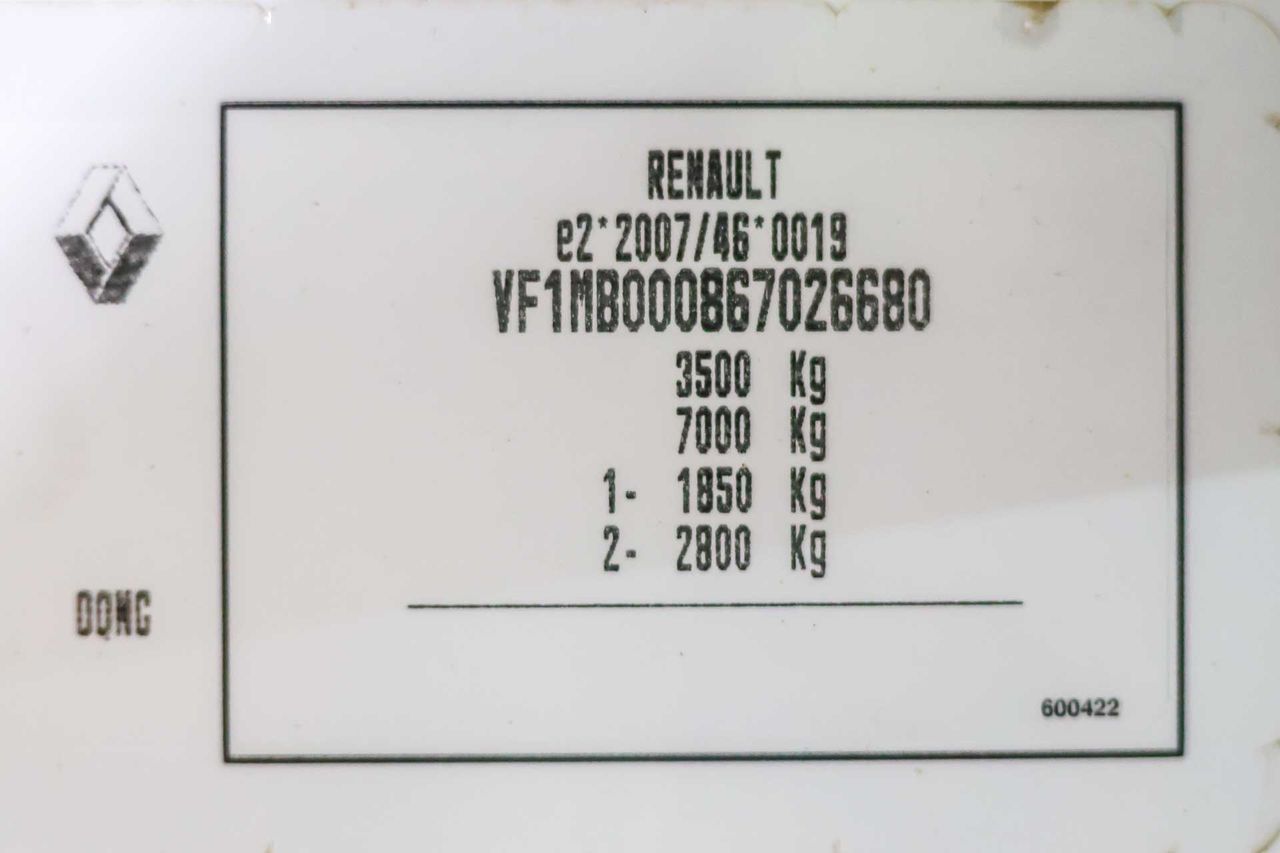 RENAULT
e2*2007/46*0019
VF1MB000867026680
3500 Kg
7000 Kg
1- 1850 Kg
2- 2800 Kg
DQNG
600422